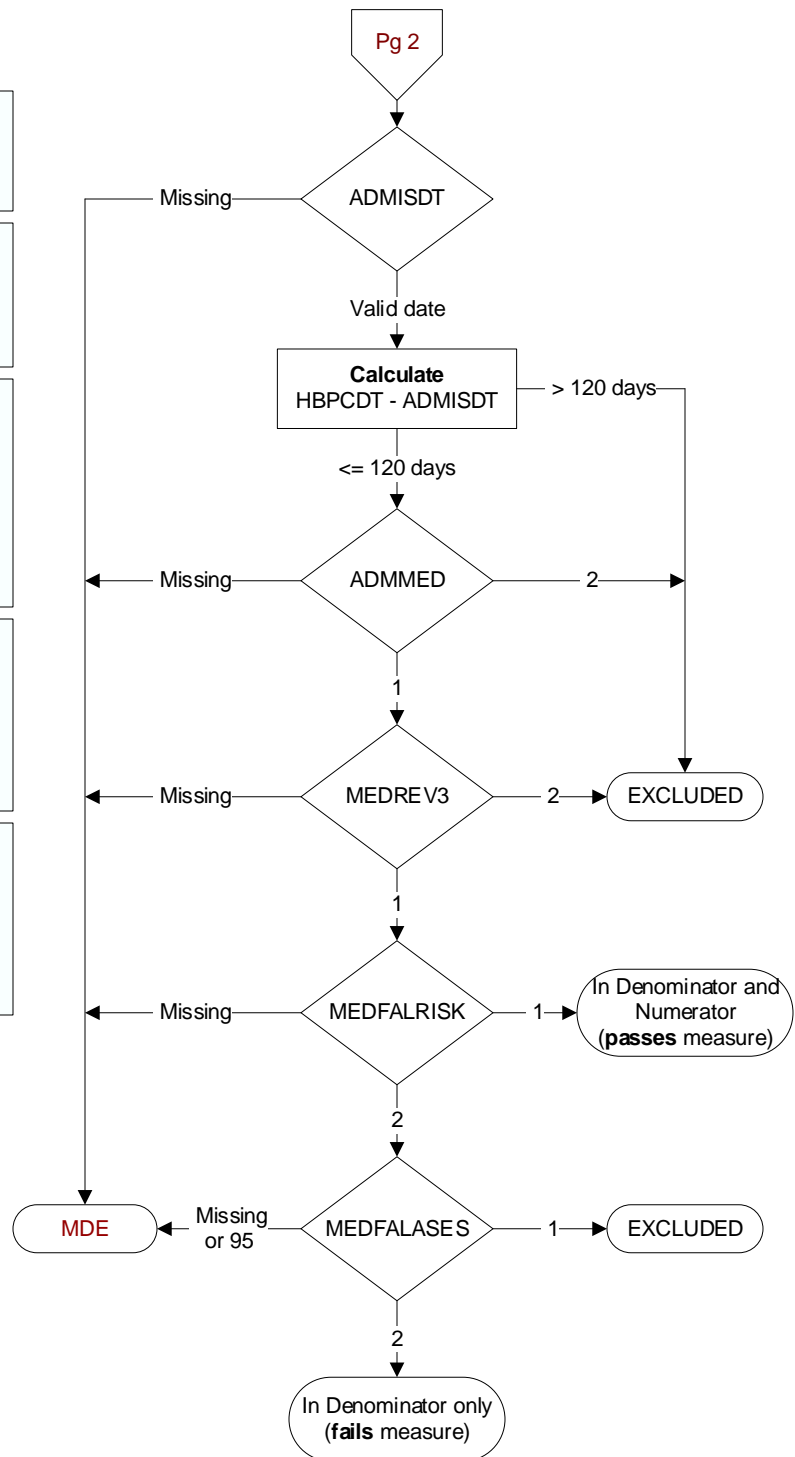 Pg 2
ADMISDT
Missing
Valid date
Calculate
HBPCDT - ADMISDT
> 120 days
<= 120 days
Missing
ADMMED
2
1
Missing
MEDREV3
2
EXCLUDED
1
Missing
MEDFALRISK
1
In Denominator and
Numerator
(passes measure)
2
MDE
Missing
or 95
MEDFALASES
1
EXCLUDED
2
In Denominator only
(fails measure)